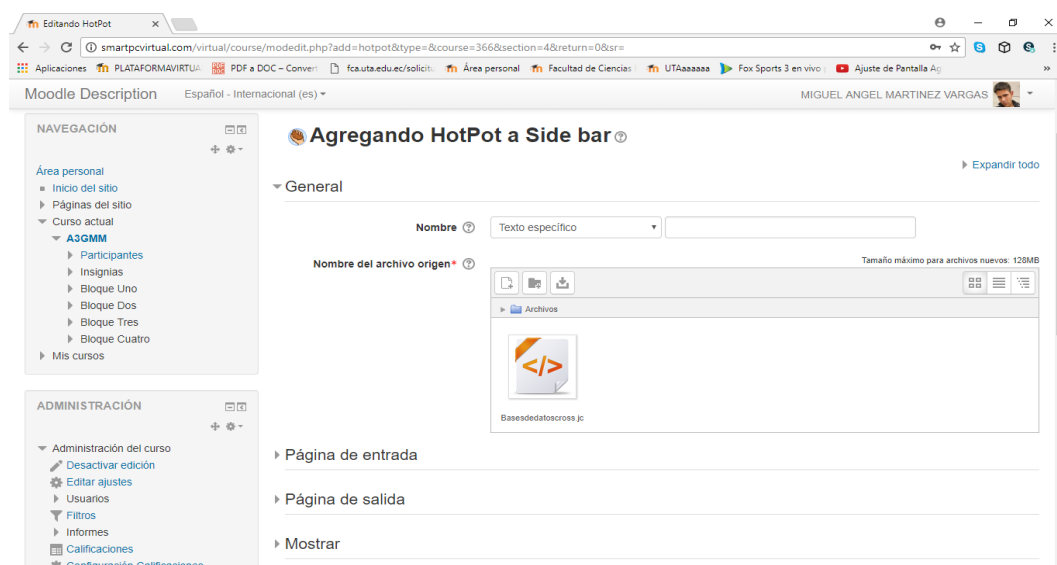 Editando HotPot
smartpcvirtual.com/virtual/course/modedit.php?add=hotpot&type=&course=366&section=4&return=0&sr=
Aplicaciones PLATAFORMAVIRTUA PDF a DOC – Convert fca.uta.edu.ec/solicitu Área personal Facultad de Ciencias UTAaaaaaa Fox Sports 3 en vivo Ajuste de Pantalla Ag »
Moodle Description Español - Internacional (es) MIGUEL ANGEL MARTINEZ VARGAS
NAVEGACIÓN
Área personal
Inicio del sitio
Páginas del sitio
Curso actual
A3GMM
Participantes
Insignias
Bloque Uno
Bloque Dos
Bloque Tres
Bloque Cuatro
Mis cursos
ADMINISTRACIÓN
Administración del curso
Desactivar edición
Editar ajustes
Usuarios
Filtros
Informes
Calificaciones
Configuración Calificaciones
Agregando HotPot a Side bar
Expandir todo
General
Nombre Texto específico
Nombre del archivo origen*
Tamaño máximo para archivos nuevos: 128MB
Archivos
</>
Basesdedatoscross.jc
Página de entrada
Página de salida
Mostrar